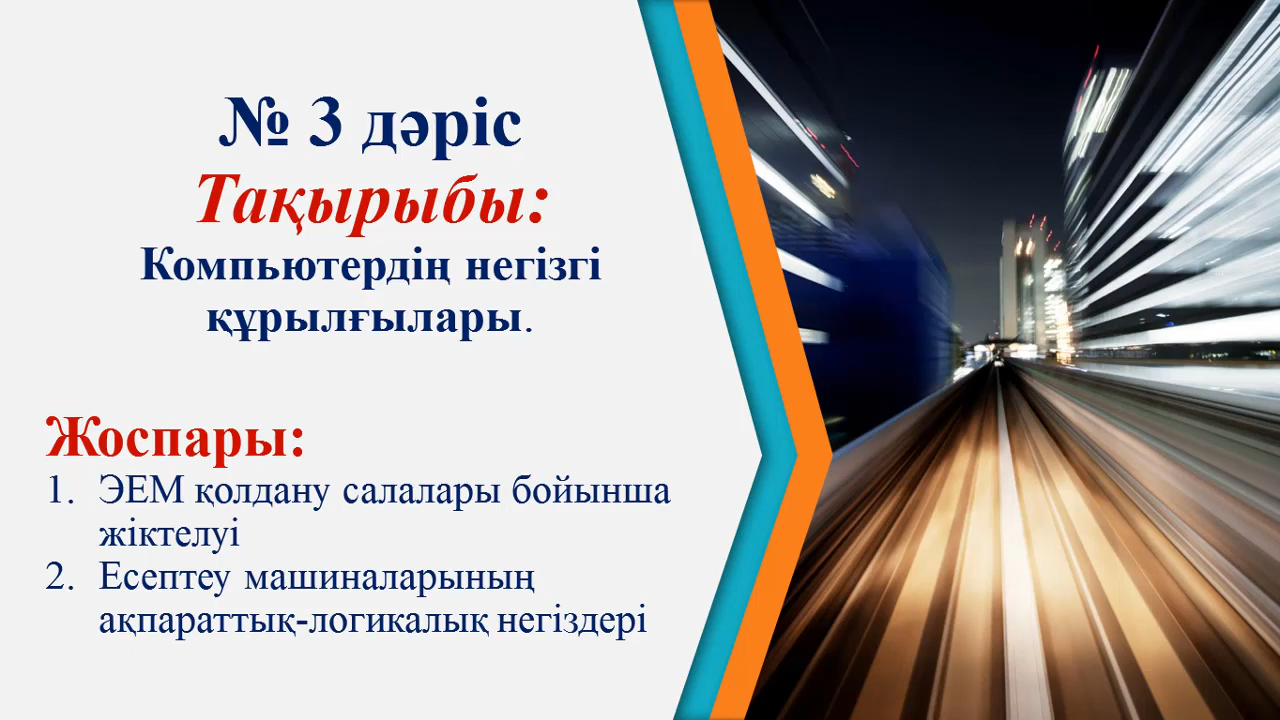 № 3 дәріс
Тақырыбы:
Компьютердің негізгі
құрылғылары.
Жоспары:
1. ЭЕМ қолдану салалары бойынша
жіктелуі
2. Есептеу машиналарының
ақпараттық-логикалық негіздері